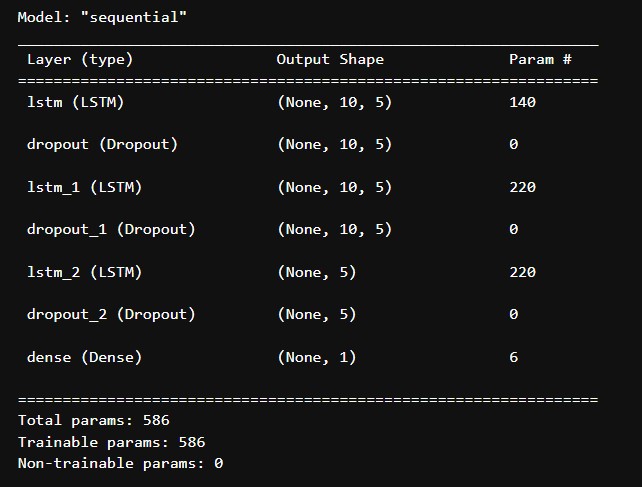 Model: "sequential"
_________________________________________________________________
Layer (type) Output Shape Param #
=================================================================
lstm (LSTM) (None, 10, 5) 140
dropout (Dropout) (None, 10, 5) 0
lstm_1 (LSTM) (None, 10, 5) 220
dropout_1 (Dropout) (None, 10, 5) 0
lstm_2 (LSTM) (None, 5) 220
dropout_2 (Dropout) (None, 5) 0
dense (Dense) (None, 1) 6
=================================================================
Total params: 586
Trainable params: 586
Non-trainable params: 0